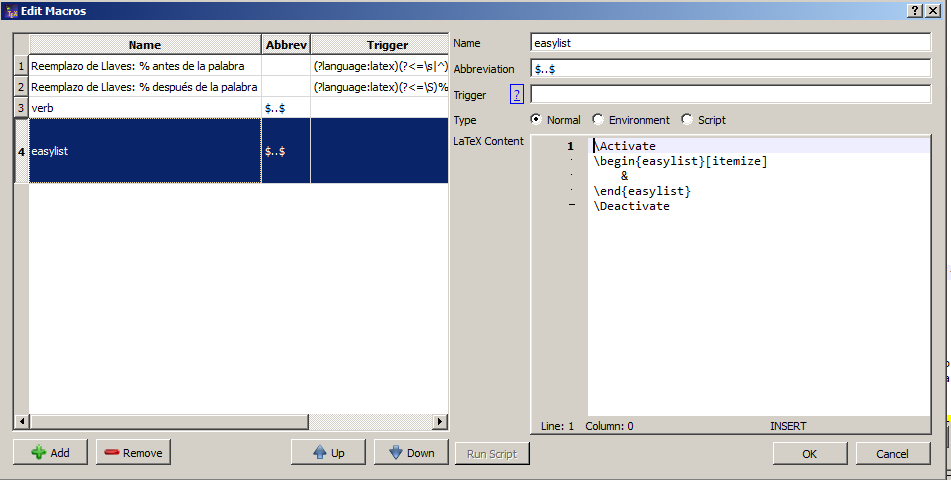 Edit Macros
Name Abbrev Trigger
1 Reemplazo de Llaves: % antes de la palabra (?language:latex)(?<=\s|^)
2 Reemplazo de Llaves: % después de la palabra (?language:latex)(?<=\S)%
3 verb $..$
4 easylist $..$
Name easylist
Abbreviation $..$
Trigger ?
Type Normal Environment Script
LaTeX Content
1 \Activate
\begin{easylist}[itemize]
&
\end{easylist}
\Deactivate
Line: 1 Column: 0 INSERT
Add Remove Up Down Run Script OK Cancel